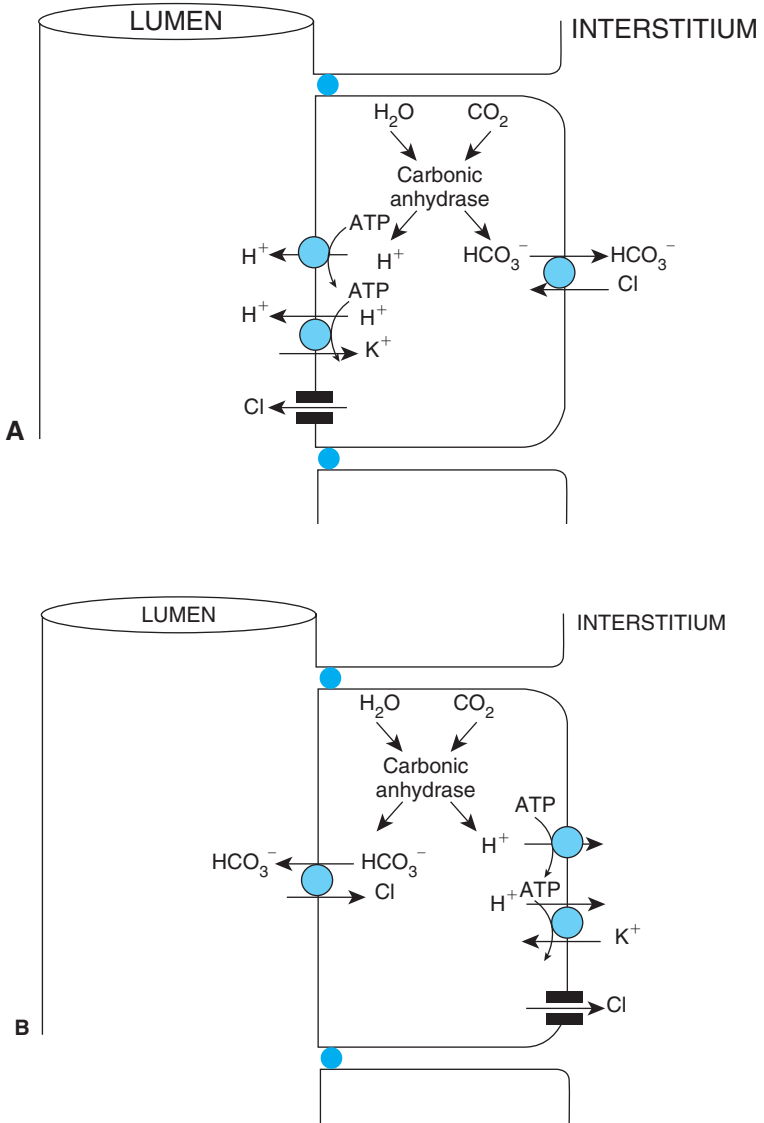 LUMEN
INTERSTITIUM
H₂O CO₂
Carbonic
anhydrase
ATP
H⁺ H⁺ HCO₃⁻ HCO₃⁻
ATP
Cl
H⁺ H⁺
K⁺
Cl
A
LUMEN
INTERSTITIUM
H₂O CO₂
Carbonic
anhydrase
ATP
H⁺
HCO₃⁻ HCO₃⁻
Cl
H⁺ ATP
K⁺
Cl
B